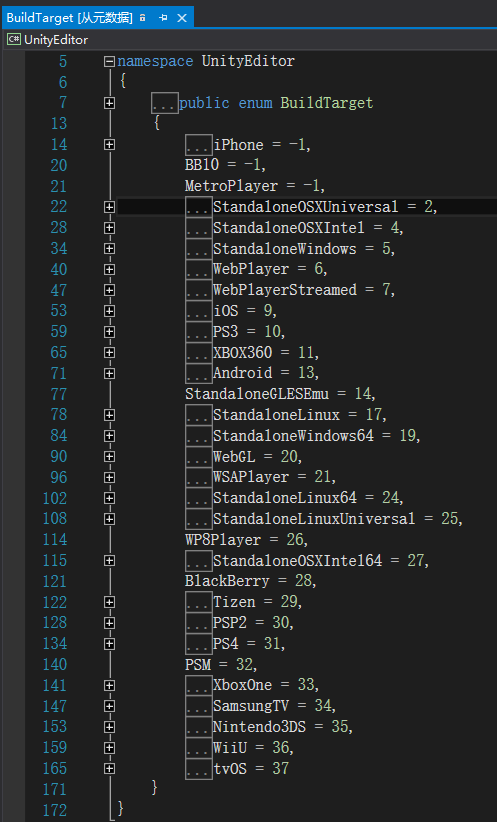 BuildTarget [从元数据]
C# UnityEditor
5 namespace UnityEditor
6 {
7 ...public enum BuildTarget
13 {
14 ...iPhone = -1,
20 BB10 = -1,
21 MetroPlayer = -1,
22 ...StandaloneOSXUniversal = 2,
28 ...StandaloneOSXIntel = 4,
34 ...StandaloneWindows = 5,
40 ...WebPlayer = 6,
47 ...WebPlayerStreamed = 7,
53 ...iOS = 9,
59 ...PS3 = 10,
65 ...XBOX360 = 11,
71 ...Android = 13,
77 StandaloneGLESEmu = 14,
78 ...StandaloneLinux = 17,
84 ...StandaloneWindows64 = 19,
90 ...WebGL = 20,
96 ...WSAPlayer = 21,
102 ...StandaloneLinux64 = 24,
108 ...StandaloneLinuxUniversal = 25,
114 WP8Player = 26,
115 ...StandaloneOSXIntel64 = 27,
121 BlackBerry = 28,
122 ...Tizen = 29,
128 ...PSP2 = 30,
134 ...PS4 = 31,
140 PSM = 32,
141 ...XboxOne = 33,
147 ...SamsungTV = 34,
153 ...Nintendo3DS = 35,
159 ...WiiU = 36,
165 ...tvOS = 37
171 }
172 }